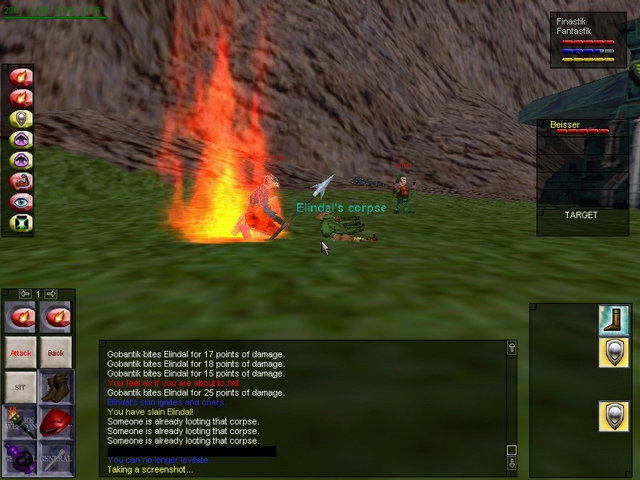 Finastik
Fantastik
Beisser
TARGET
Elindal's corpse
1
Attack
Back
SIT
GENERAL
Gobantik bites Elindal for 17 points of damage.
Gobantik bites Elindal for 18 points of damage.
Gobantik bites Elindal for 15 points of damage.
You feel as if you are about to fall.
Gobantik bites Elindal for 25 points of damage.
Elindal's skin ignites and chars.
You have slain Elindal!
Someone is already looting that corpse.
Someone is already looting that corpse.
Someone is already looting that corpse.
You can no longer levitate.
Taking a screenshot...